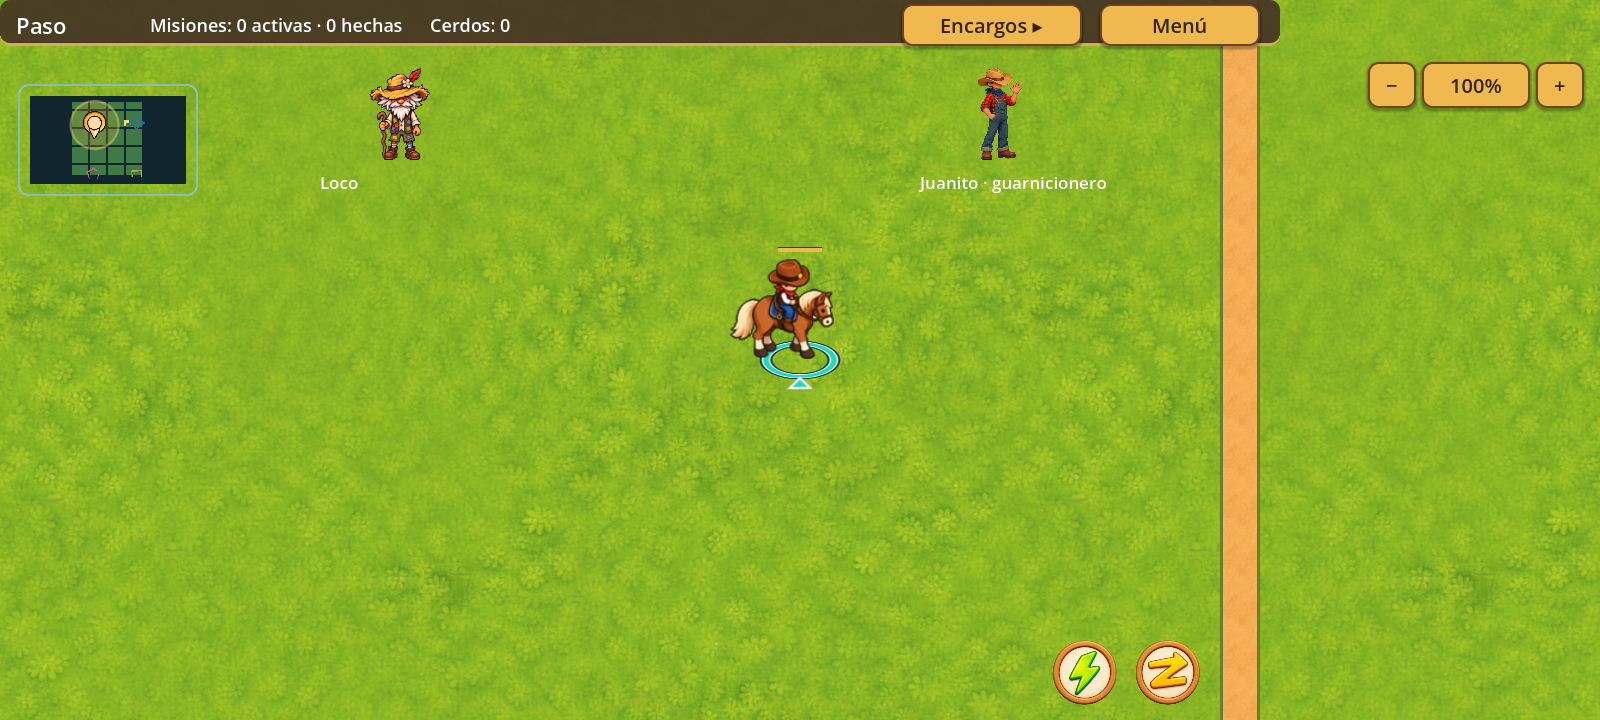 Paso
Misiones: 0 activas · 0 hechas
Cerdos: 0
Encargos ▸
Menú
−
100%
+
Loco
Juanito · guarnicionero